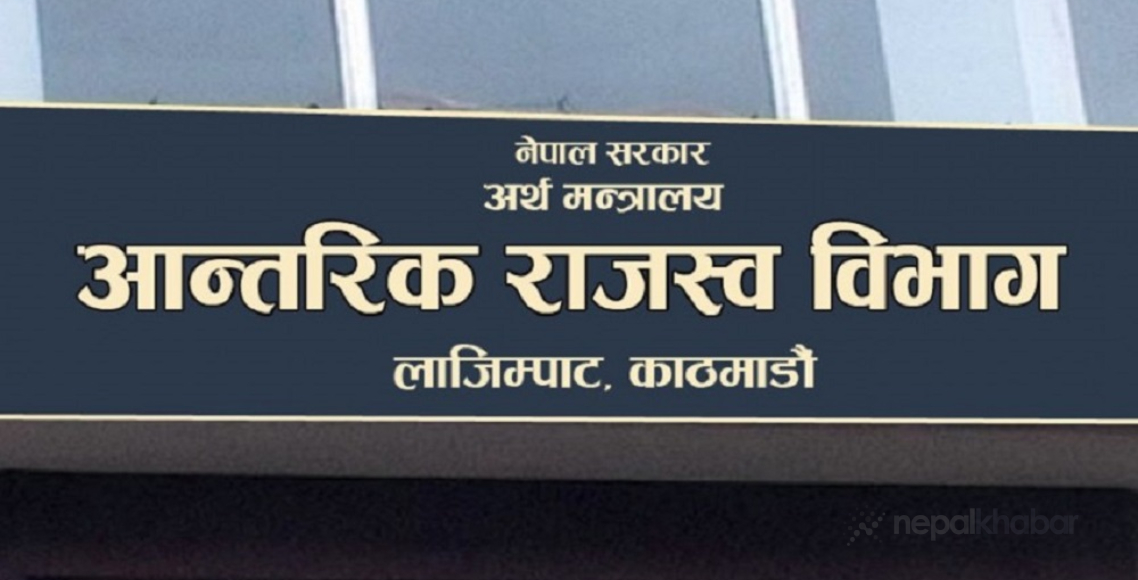 नेपाल सरकार
अर्थ मन्त्रालय
आन्तरिक राजस्व विभाग
लाजिम्पाट, काठमाडौं
nepalkhabar